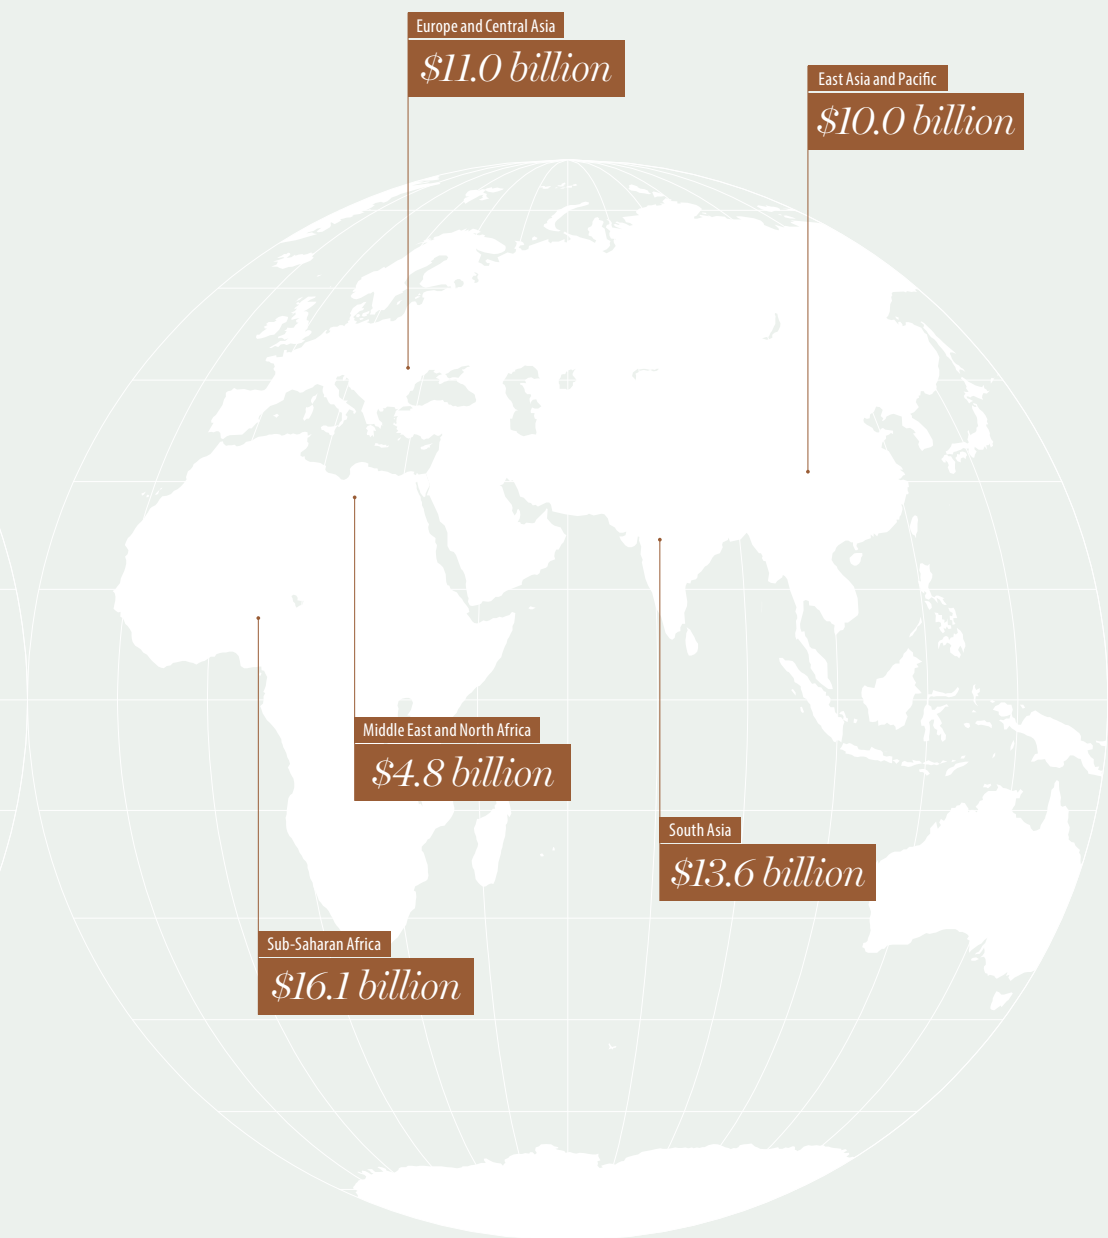 Europe and Central Asia
$11.0 billion
East Asia and Pacific
$10.0 billion
Middle East and North Africa
$4.8 billion
South Asia
$13.6 billion
Sub-Saharan Africa
$16.1 billion